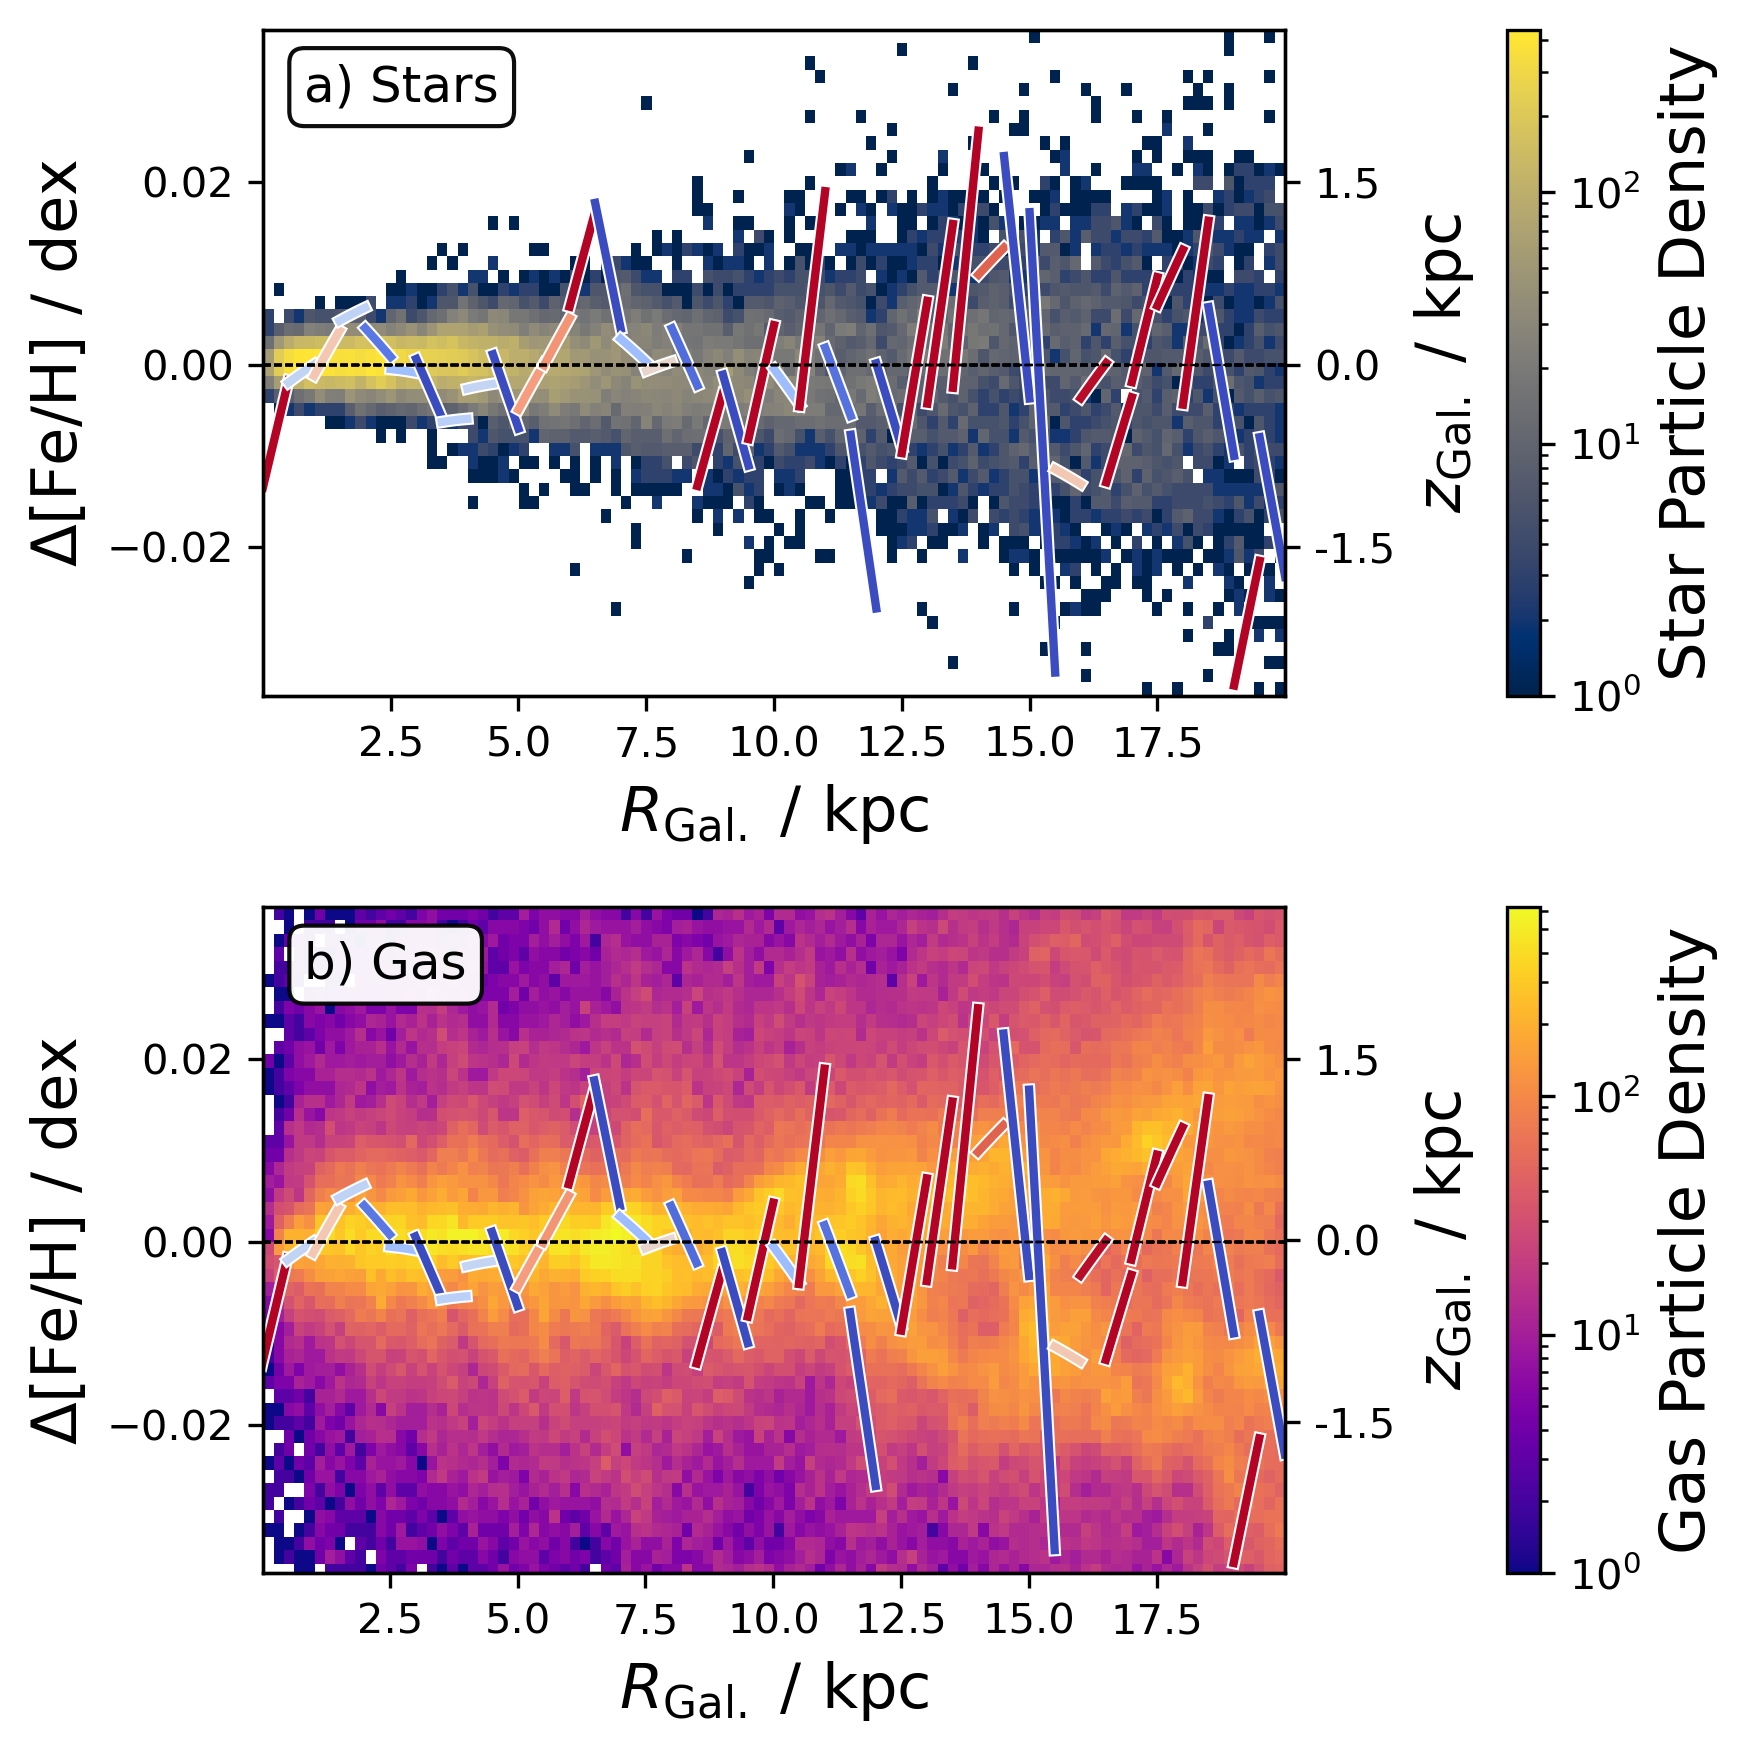 a) Stars
Δ[Fe/H] / dex
0.02
0.00
−0.02
1.5
0.0
-1.5
z_Gal. / kpc
10^2
10^1
10^0
Star Particle Density
2.5 5.0 7.5 10.0 12.5 15.0 17.5
R_Gal. / kpc
b) Gas
Δ[Fe/H] / dex
0.02
0.00
−0.02
1.5
0.0
-1.5
z_Gal. / kpc
10^2
10^1
10^0
Gas Particle Density
2.5 5.0 7.5 10.0 12.5 15.0 17.5
R_Gal. / kpc